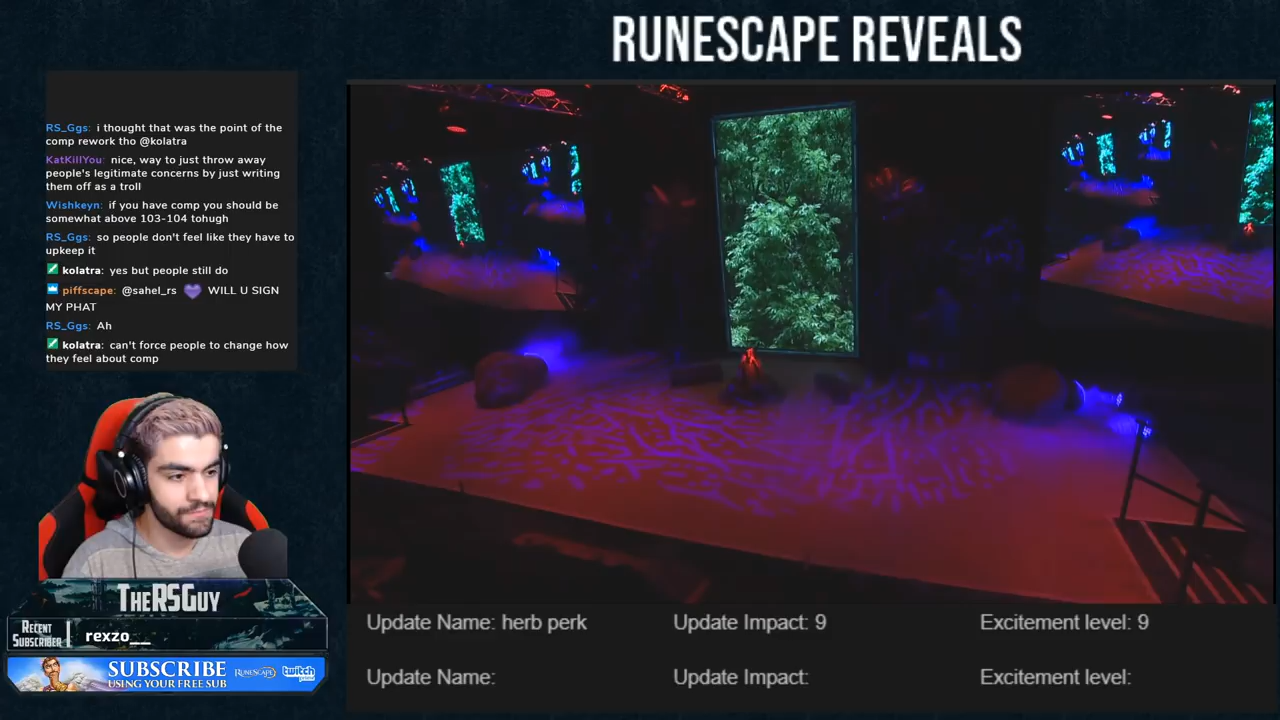 RUNESCAPE REVEALS
RS_Ggs: i thought that was the point of the
comp rework tho @kolatra
KatKillYou: nice, way to just throw away
people's legitimate concerns by just writing
them off as a troll
Wishkeyn: if you have comp you should be
somewhat above 103-104 tohugh
RS_Ggs: so people don't feel like they have to
upkeep it
kolatra: yes but people still do
piffscape: @sahel_rs WILL U SIGN
MY PHAT
RS_Ggs: Ah
kolatra: can't force people to change how
they feel about comp
THERSGUY
RECENT
SUBSCRIBER
rexzo__
SUBSCRIBE
USING YOUR FREE SUB
RUNESCAPE
twitch
prime
Update Name: herb perk
Update Impact: 9
Excitement level: 9
Update Name:
Update Impact:
Excitement level: